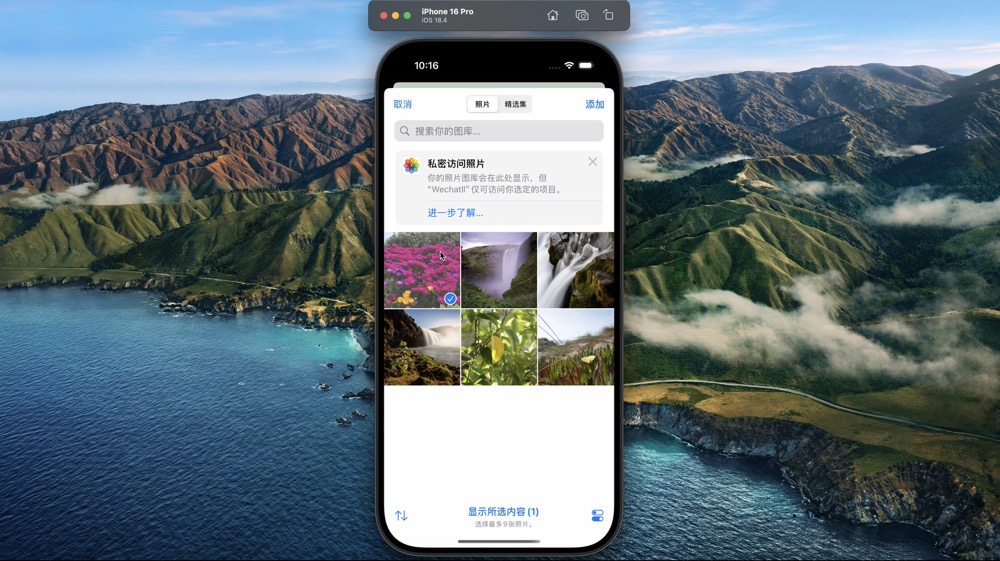 iPhone 16 Pro
iOS 18.4
10:16
取消
照片
精选集
添加
搜索你的图库...
私密访问照片
你的照片图库会在此处显示，但
“Wechatll”仅可访问你选定的项目。
进一步了解...
显示所选内容(1)
选择最多9张照片。